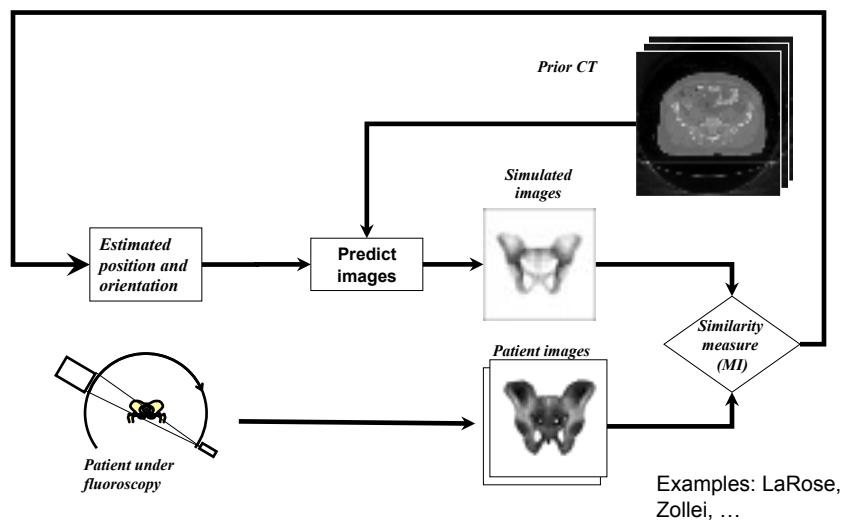 Prior CT
Simulated
images
Estimated
position and
orientation
Predict
images
Similarity
measure
(MI)
Patient images
Patient under
fluoroscopy
Examples: LaRose,
Zollei, …